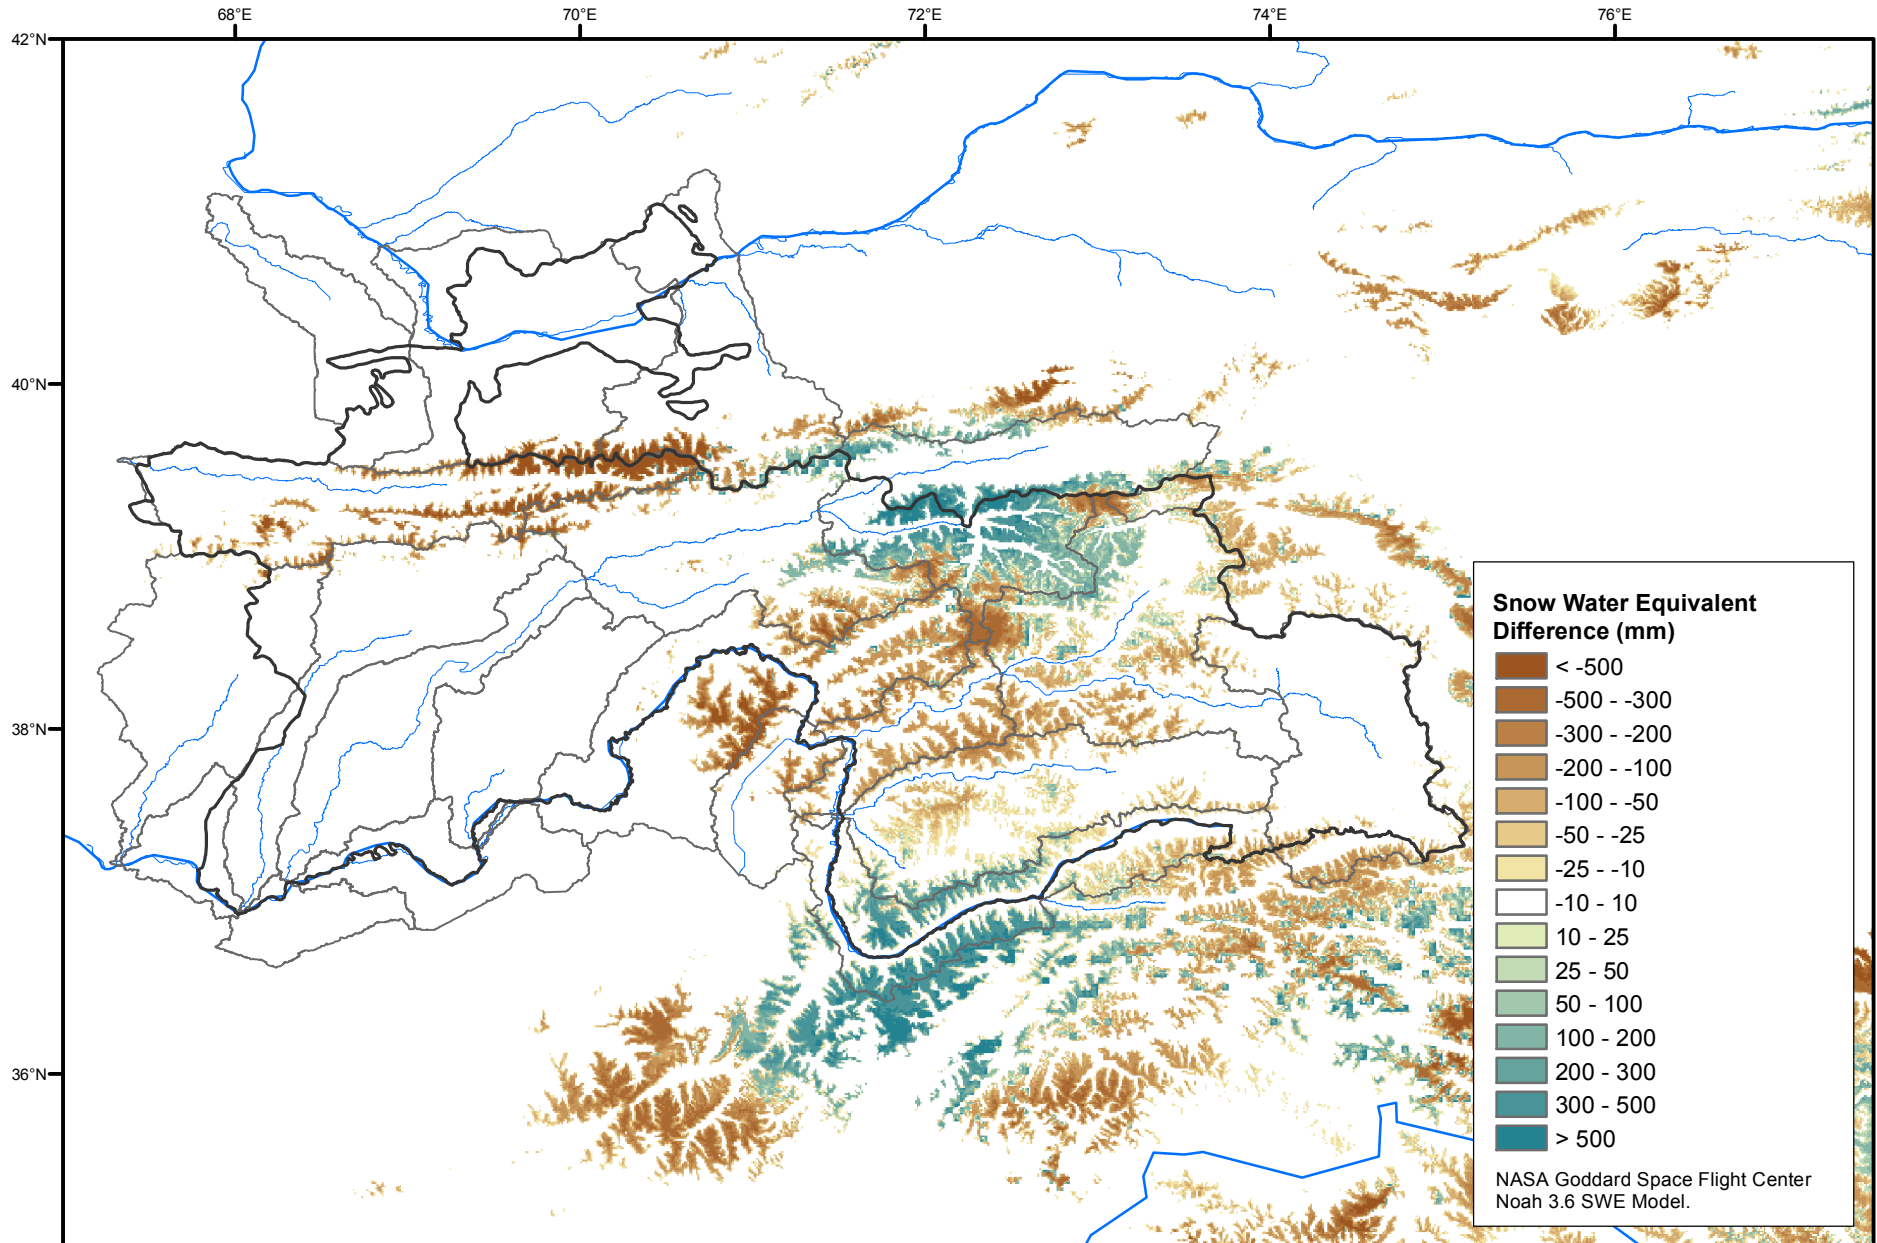 68°E 70°E 72°E 74°E 76°E
42°N
40°N
38°N
36°N
Snow Water Equivalent
Difference (mm)
< -500
-500 - -300
-300 - -200
-200 - -100
-100 - -50
-50 - -25
-25 - -10
-10 - 10
10 - 25
25 - 50
50 - 100
100 - 200
200 - 300
300 - 500
> 500
NASA Goddard Space Flight Center
Noah 3.6 SWE Model.